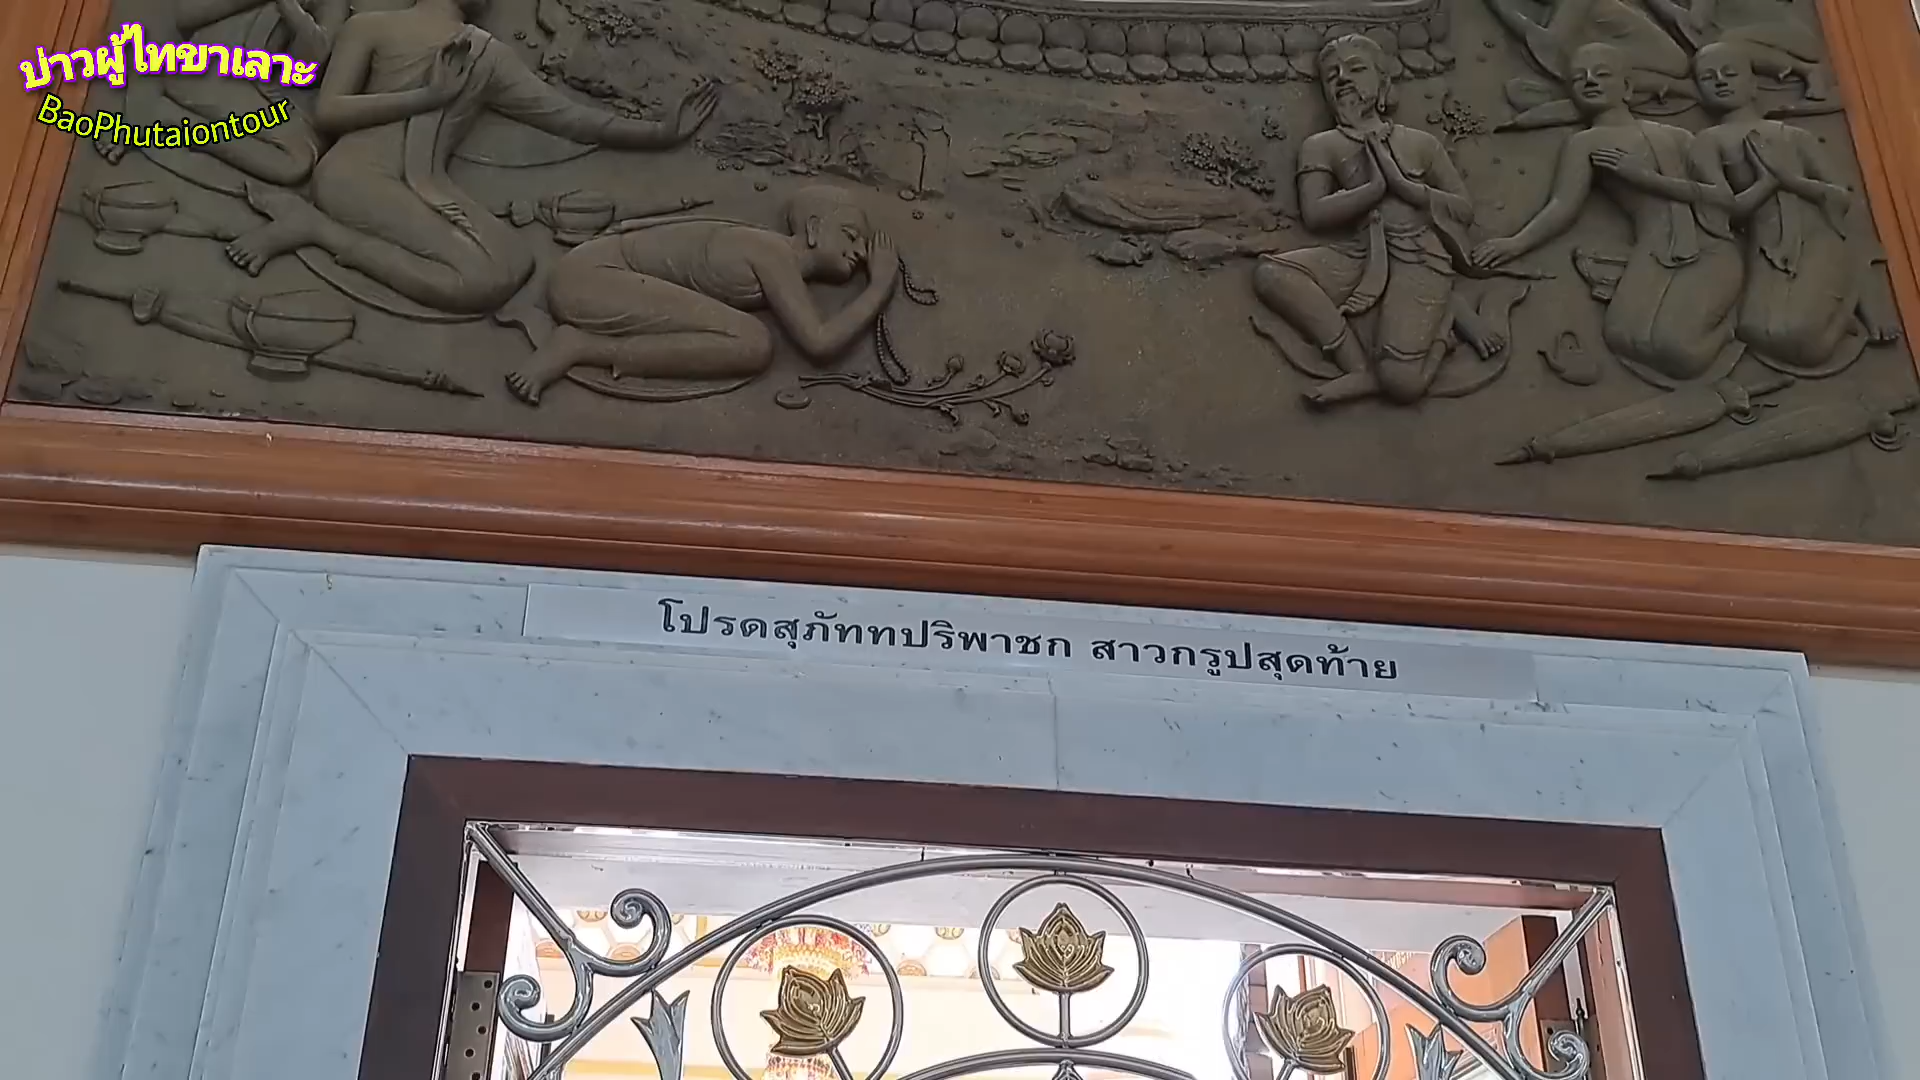 บ่าวผู้ไทขาเลาะ
BaoPhutaiontour
โปรดสุภัททปริพาชก สาวกรูปสุดท้าย